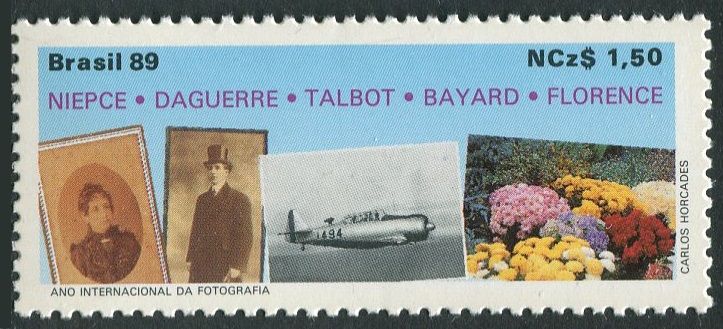 Brasil 89
NCz$ 1,50
NIEPCE • DAGUERRE • TALBOT • BAYARD • FLORENCE
1494
ANO INTERNACIONAL DA FOTOGRAFIA
CARLOS HORCADES